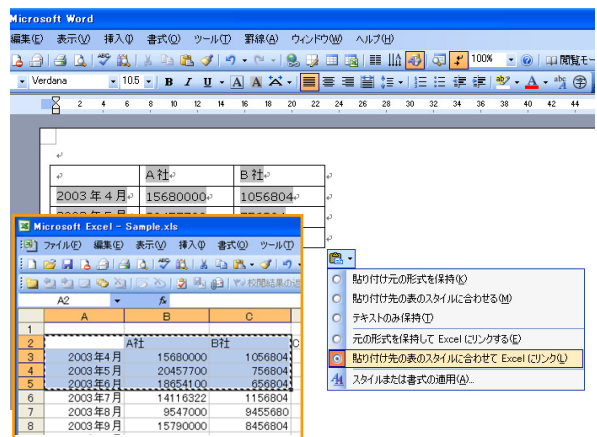 Microsoft Word
編集(E) 表示(V) 挿入(I) 書式(O) ツール(T) 罫線(A) ウィンドウ(W) ヘルプ(H)
100% 閲覧モー
Verdana 10.5 B I U A A A abc
2 4 6 8 10 12 14 16 18 20 22 24 26 28 30 32 34 36 38 40 42 44
A社 B社
2003年4月 15680000 1056804
Microsoft Excel - Sample.xls
ファイル(F) 編集(E) 表示(V) 挿入(I) 書式(O) ツール(T)
校閲結果の返
A2 fx
A B C
1
2 A社 B社 C
3 2003年4月 15680000 1056804
4 2003年5月 20457700 756804
5 2003年6月 18654100 656804
6 2003年7月 14116322 1156804
7 2003年8月 9547000 9455680
8 2003年9月 15790000 8456804
貼り付け元の形式を保持(K)
貼り付け先の表のスタイルに合わせる(M)
テキストのみ保持(T)
元の形式を保持して Excel にリンクする(E)
貼り付け先の表のスタイルに合わせて Excel にリンク(L)
スタイルまたは書式の適用(A)...